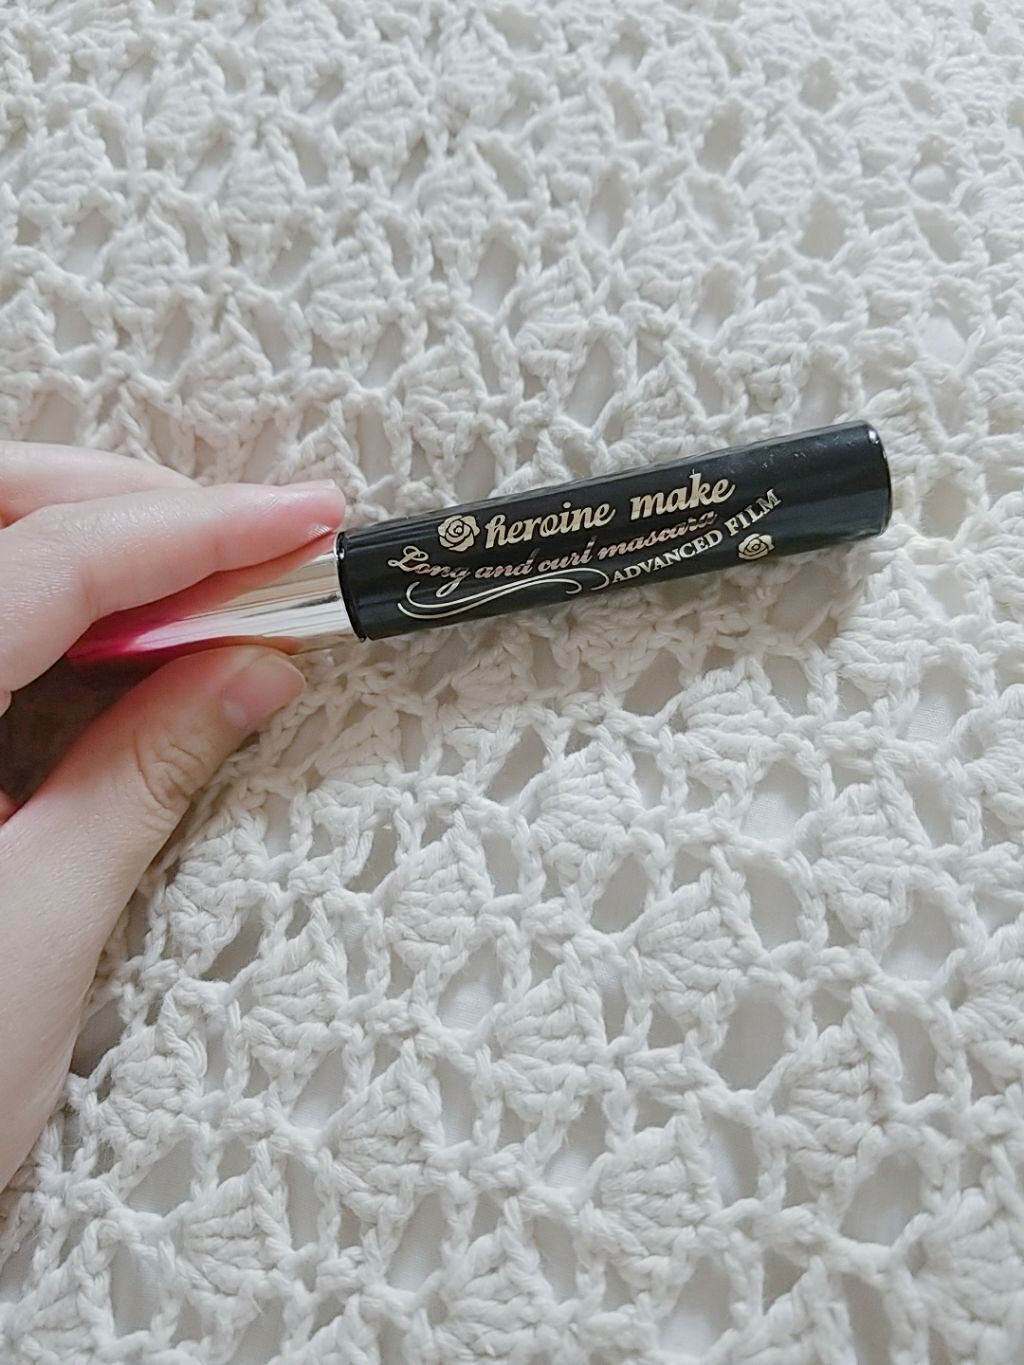 heroine make
Long and curl mascara
ADVANCED FILM